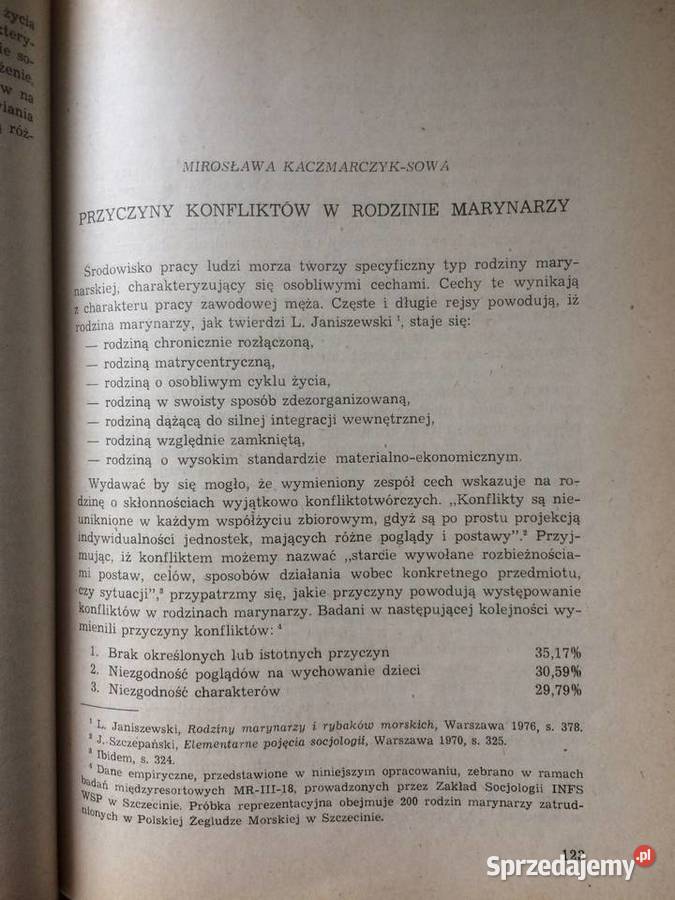 życia
ktery-
ie so-
żenie,
w na
iania
róż-
MIROSŁAWA KACZMARCZYK-SOWA
PRZYCZYNY KONFLIKTÓW W RODZINIE MARYNARZY
Środowisko pracy ludzi morza tworzy specyficzny typ rodziny mary-
narskiej, charakteryzujący się osobliwymi cechami. Cechy te wynikają
z charakteru pracy zawodowej męża. Częste i długie rejsy powodują, iż
rodzina marynarzy, jak twierdzi L. Janiszewski ¹, staje się:
— rodziną chronicznie rozłączoną,
— rodziną matrycentryczną,
— rodziną o osobliwym cyklu życia,
— rodziną w swoisty sposób zdezorganizowaną,
— rodziną dążącą do silnej integracji wewnętrznej,
— rodziną względnie zamkniętą,
— rodziną o wysokim standardzie materialno-ekonomicznym.
Wydawać by się mogło, że wymieniony zespół cech wskazuje na ro-
dzinę o skłonnościach wyjątkowo konfliktotwórczych. „Konflikty są nie-
uniknione w każdym współżyciu zbiorowym, gdyż są po prostu projekcją
indywidualności jednostek, mających różne poglądy i postawy".² Przyj-
mując, iż konfliktem możemy nazwać „starcie wywołane rozbieżnościa-
mi postaw, celów, sposobów działania wobec konkretnego przedmiotu,
czy sytuacji",³ przypatrzmy się, jakie przyczyny powodują występowanie
konfliktów w rodzinach marynarzy. Badani w następującej kolejności wy-
mienili przyczyny konfliktów: ⁴
1. Brak określonych lub istotnych przyczyn 35,17%
2. Niezgodność poglądów na wychowanie dzieci 30,59%
3. Niezgodność charakterów 29,79%
¹ L. Janiszewski, Rodziny marynarzy i rybaków morskich, Warszawa 1976, s. 378.
² J. Szczepański, Elementarne pojęcia socjologii, Warszawa 1970, s. 325.
³ Ibidem, s. 324.
⁴ Dane empiryczne, przedstawione w niniejszym opracowaniu, zebrano w ramach
badań międzyresortowych MR-III-18, prowadzonych przez Zakład Socjologii INFS
WSP w Szczecinie. Próbka reprezentacyjna obejmuje 200 rodzin marynarzy zatrud-
nionych w Polskiej Żegludze Morskiej w Szczecinie.
Sprzedajemy.pl